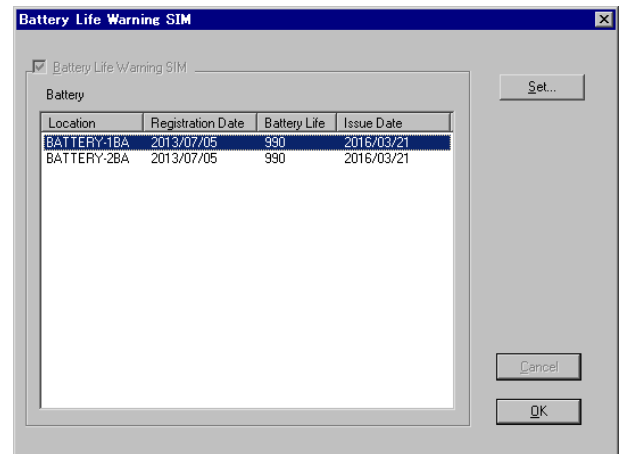 Battery Life Warning SIM
Battery Life Warning SIM
Set...
Battery
Location Registration Date Battery Life Issue Date
BATTERY-1BA 2013/07/05 990 2016/03/21
BATTERY-2BA 2013/07/05 990 2016/03/21
Cancel
OK